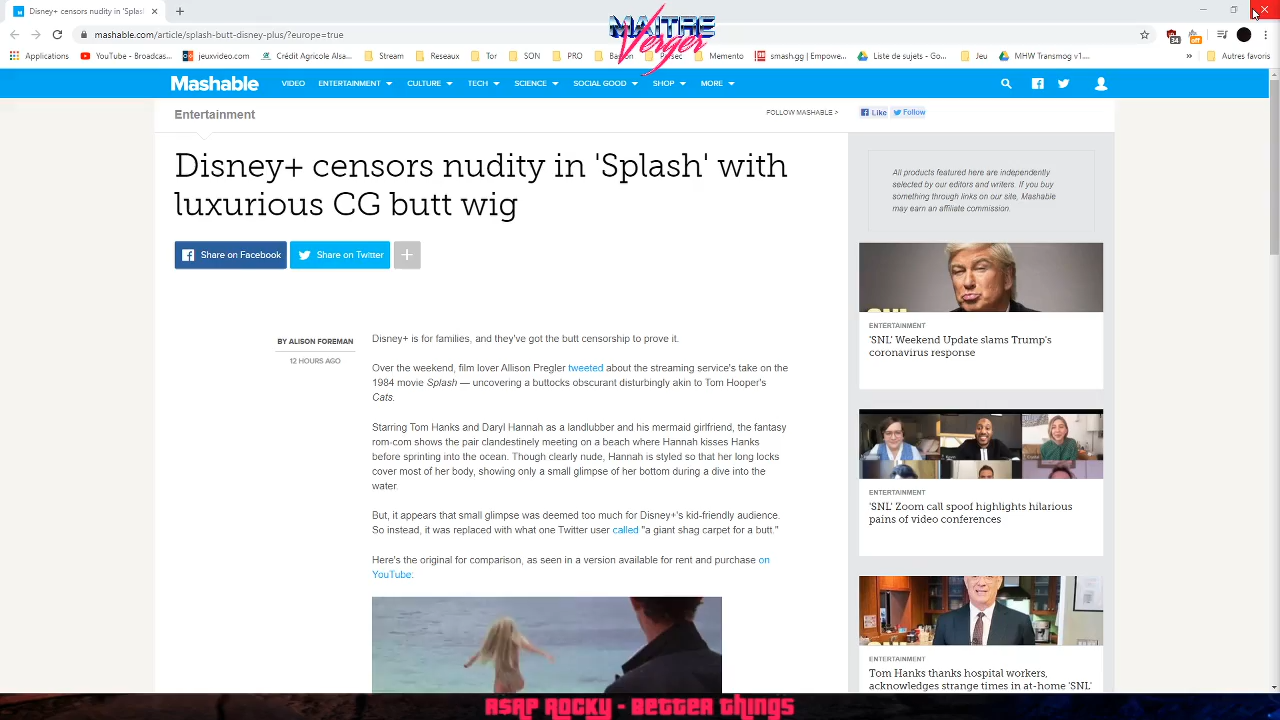 Disney+ censors nudity in 'Splash'
mashable.com/article/splash-butt-disney-plus/?europe=true
34
off
Applications
YouTube - Broadcas...
jeuxvideo.com
Crédit Agricole Alsa...
Stream
Reseaux
Tor
SON
PRO
Memento
smash.gg | Empowe...
Liste de sujets - Go...
Jeu
MHW Transmog v1....
»
Autres favoris
MAITRE
Verger
Mashable
VIDEO
ENTERTAINMENT
CULTURE
TECH
SCIENCE
SOCIAL GOOD
SHOP
MORE
Entertainment
FOLLOW MASHABLE >
Like
Follow
Disney+ censors nudity in 'Splash' with
luxurious CG butt wig
Share on Facebook
Share on Twitter
BY ALISON FOREMAN
12 HOURS AGO
Disney+ is for families, and they've got the butt censorship to prove it.
Over the weekend, film lover Allison Pregler tweeted about the streaming service's take on the
1984 movie Splash — uncovering a buttocks obscurant disturbingly akin to Tom Hooper's
Cats.
Starring Tom Hanks and Daryl Hannah as a landlubber and his mermaid girlfriend, the fantasy
rom-com shows the pair clandestinely meeting on a beach where Hannah kisses Hanks
before sprinting into the ocean. Though clearly nude, Hannah is styled so that her long locks
cover most of her body, showing only a small glimpse of her bottom during a dive into the
water.
But, it appears that small glimpse was deemed too much for Disney+'s kid-friendly audience.
So instead, it was replaced with what one Twitter user called "a giant shag carpet for a butt."
Here's the original for comparison, as seen in a version available for rent and purchase on
YouTube:
All products featured here are independently
selected by our editors and writers. If you buy
something through links on our site, Mashable
may earn an affiliate commission.
ENTERTAINMENT
'SNL' Weekend Update slams Trump's
coronavirus response
ENTERTAINMENT
'SNL' Zoom call spoof highlights hilarious
pains of video conferences
ENTERTAINMENT
Tom Hanks thanks hospital workers,
acknowledges strange times in at-home 'SNL'
ASAP ROCKY - BETTER THINGS